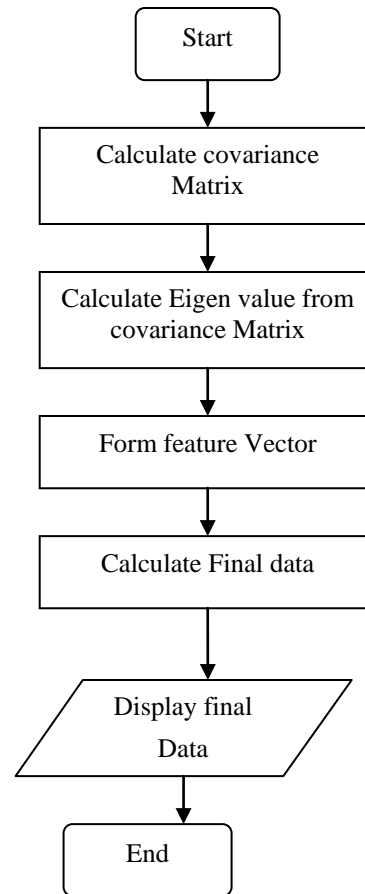 Start
Calculate covariance
Matrix
Calculate Eigen value from
covariance Matrix
Form feature Vector
Calculate Final data
Display final
Data
End